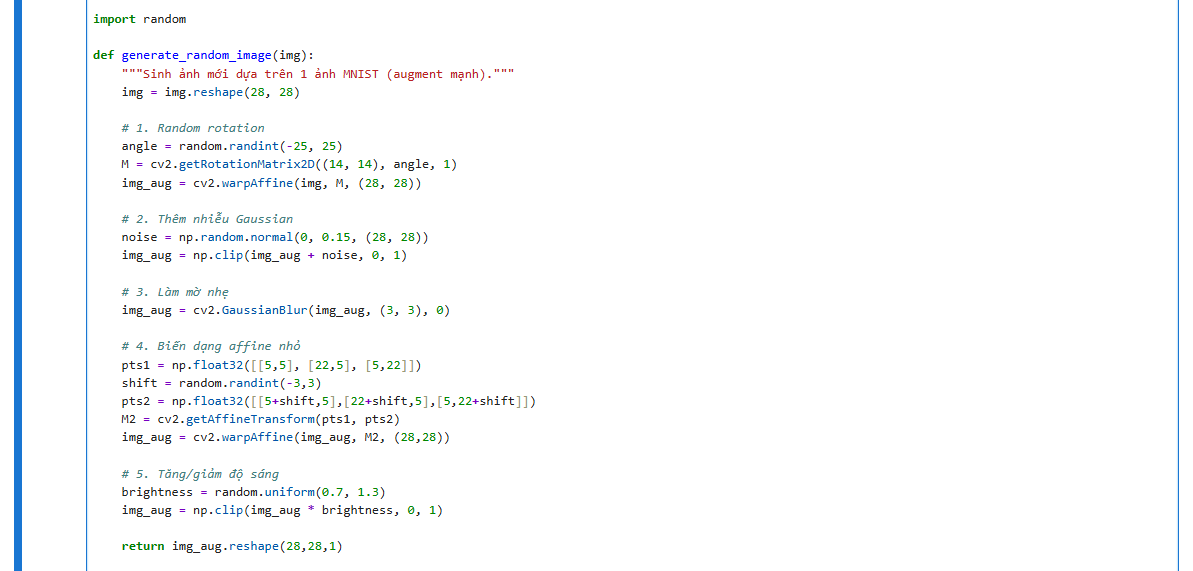 import random

def generate_random_image(img):
    """Sinh ảnh mới dựa trên 1 ảnh MNIST (augment mạnh)."""
    img = img.reshape(28, 28)

    # 1. Random rotation
    angle = random.randint(-25, 25)
    M = cv2.getRotationMatrix2D((14, 14), angle, 1)
    img_aug = cv2.warpAffine(img, M, (28, 28))

    # 2. Thêm nhiễu Gaussian
    noise = np.random.normal(0, 0.15, (28, 28))
    img_aug = np.clip(img_aug + noise, 0, 1)

    # 3. Làm mờ nhẹ
    img_aug = cv2.GaussianBlur(img_aug, (3, 3), 0)

    # 4. Biến dạng affine nhỏ
    pts1 = np.float32([[5,5], [22,5], [5,22]])
    shift = random.randint(-3,3)
    pts2 = np.float32([[5+shift,5],[22+shift,5],[5,22+shift]])
    M2 = cv2.getAffineTransform(pts1, pts2)
    img_aug = cv2.warpAffine(img_aug, M2, (28,28))

    # 5. Tăng/giảm độ sáng
    brightness = random.uniform(0.7, 1.3)
    img_aug = np.clip(img_aug * brightness, 0, 1)

    return img_aug.reshape(28,28,1)